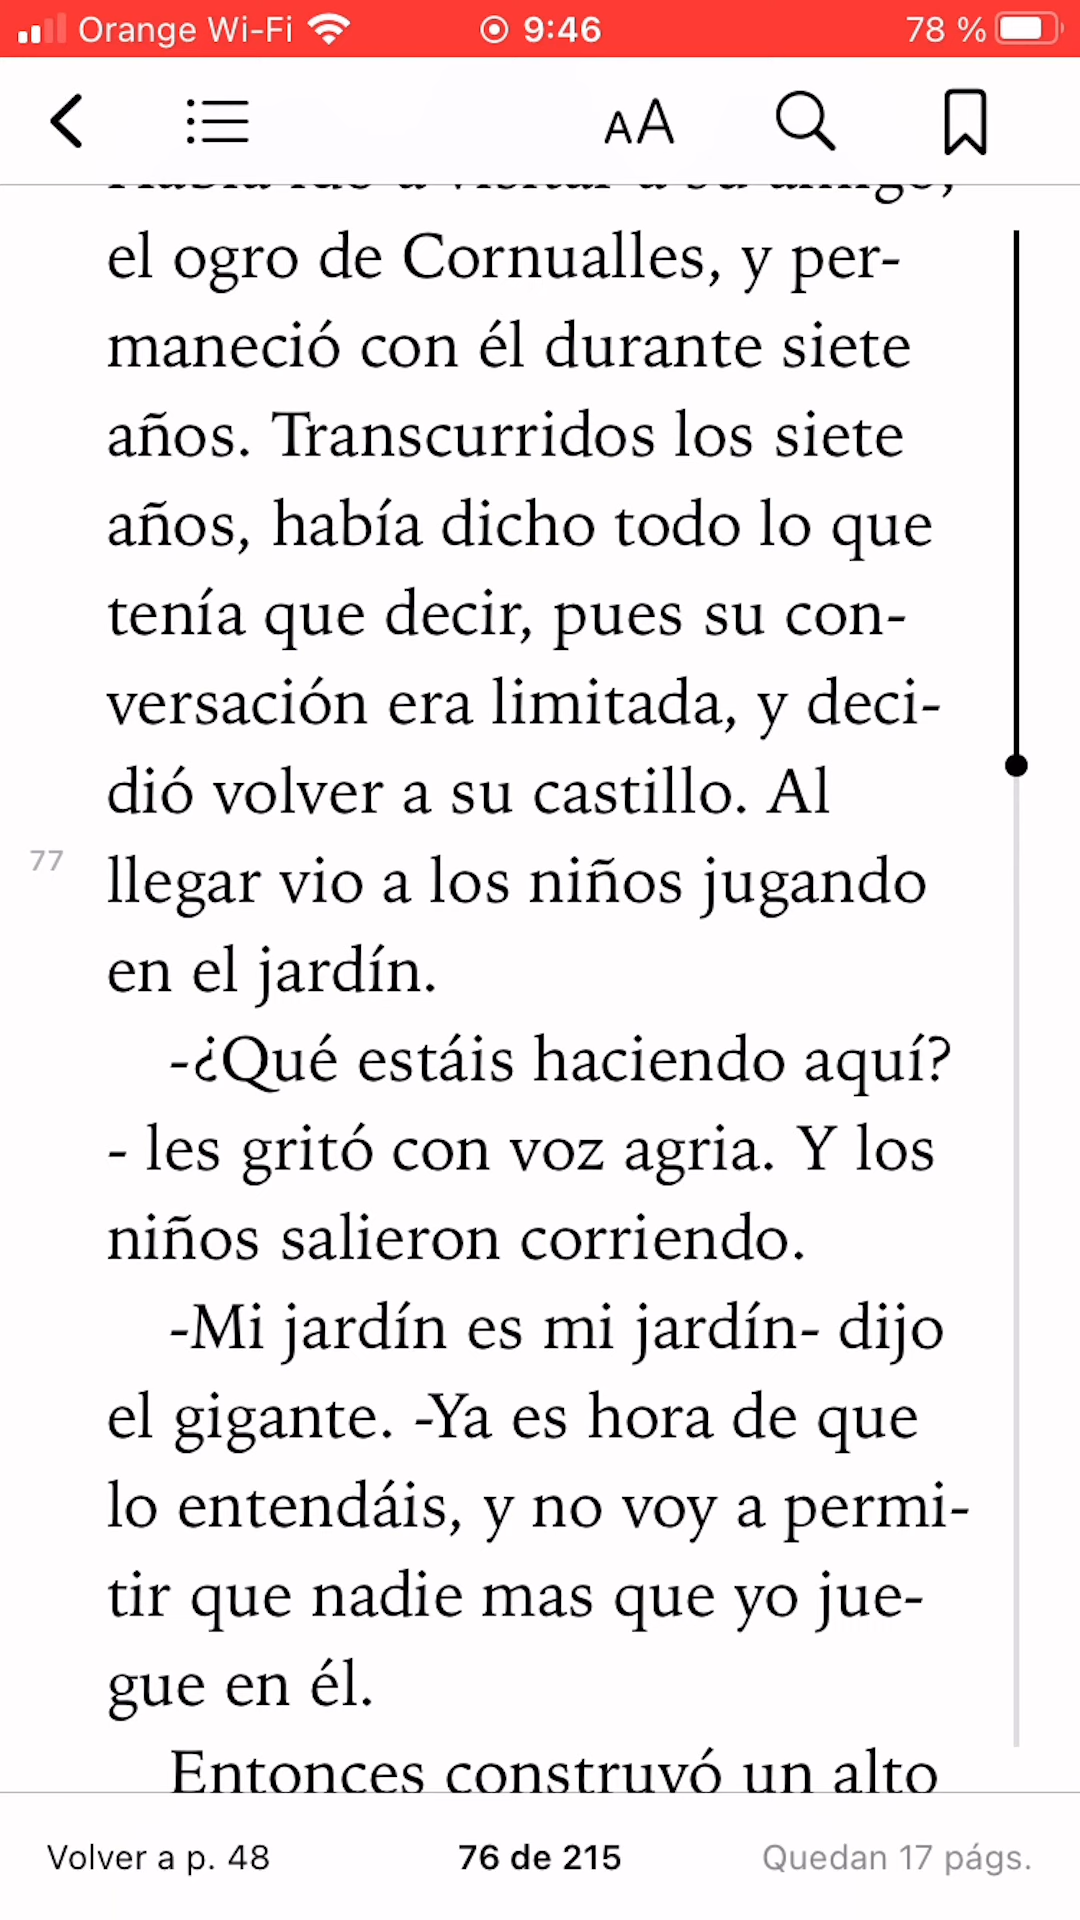 Orange Wi-Fi 9:46 78 %
AA
Había ido a visitar a su amigo,
el ogro de Cornualles, y per-
maneció con él durante siete
años. Transcurridos los siete
años, había dicho todo lo que
tenía que decir, pues su con-
versación era limitada, y deci-
dió volver a su castillo. Al
77 llegar vio a los niños jugando
en el jardín.
-¿Qué estáis haciendo aquí?
- les gritó con voz agria. Y los
niños salieron corriendo.
-Mi jardín es mi jardín- dijo
el gigante. -Ya es hora de que
lo entendáis, y no voy a permi-
tir que nadie mas que yo jue-
gue en él.
Entonces construyó un alto
Volver a p. 48 76 de 215 Quedan 17 págs.